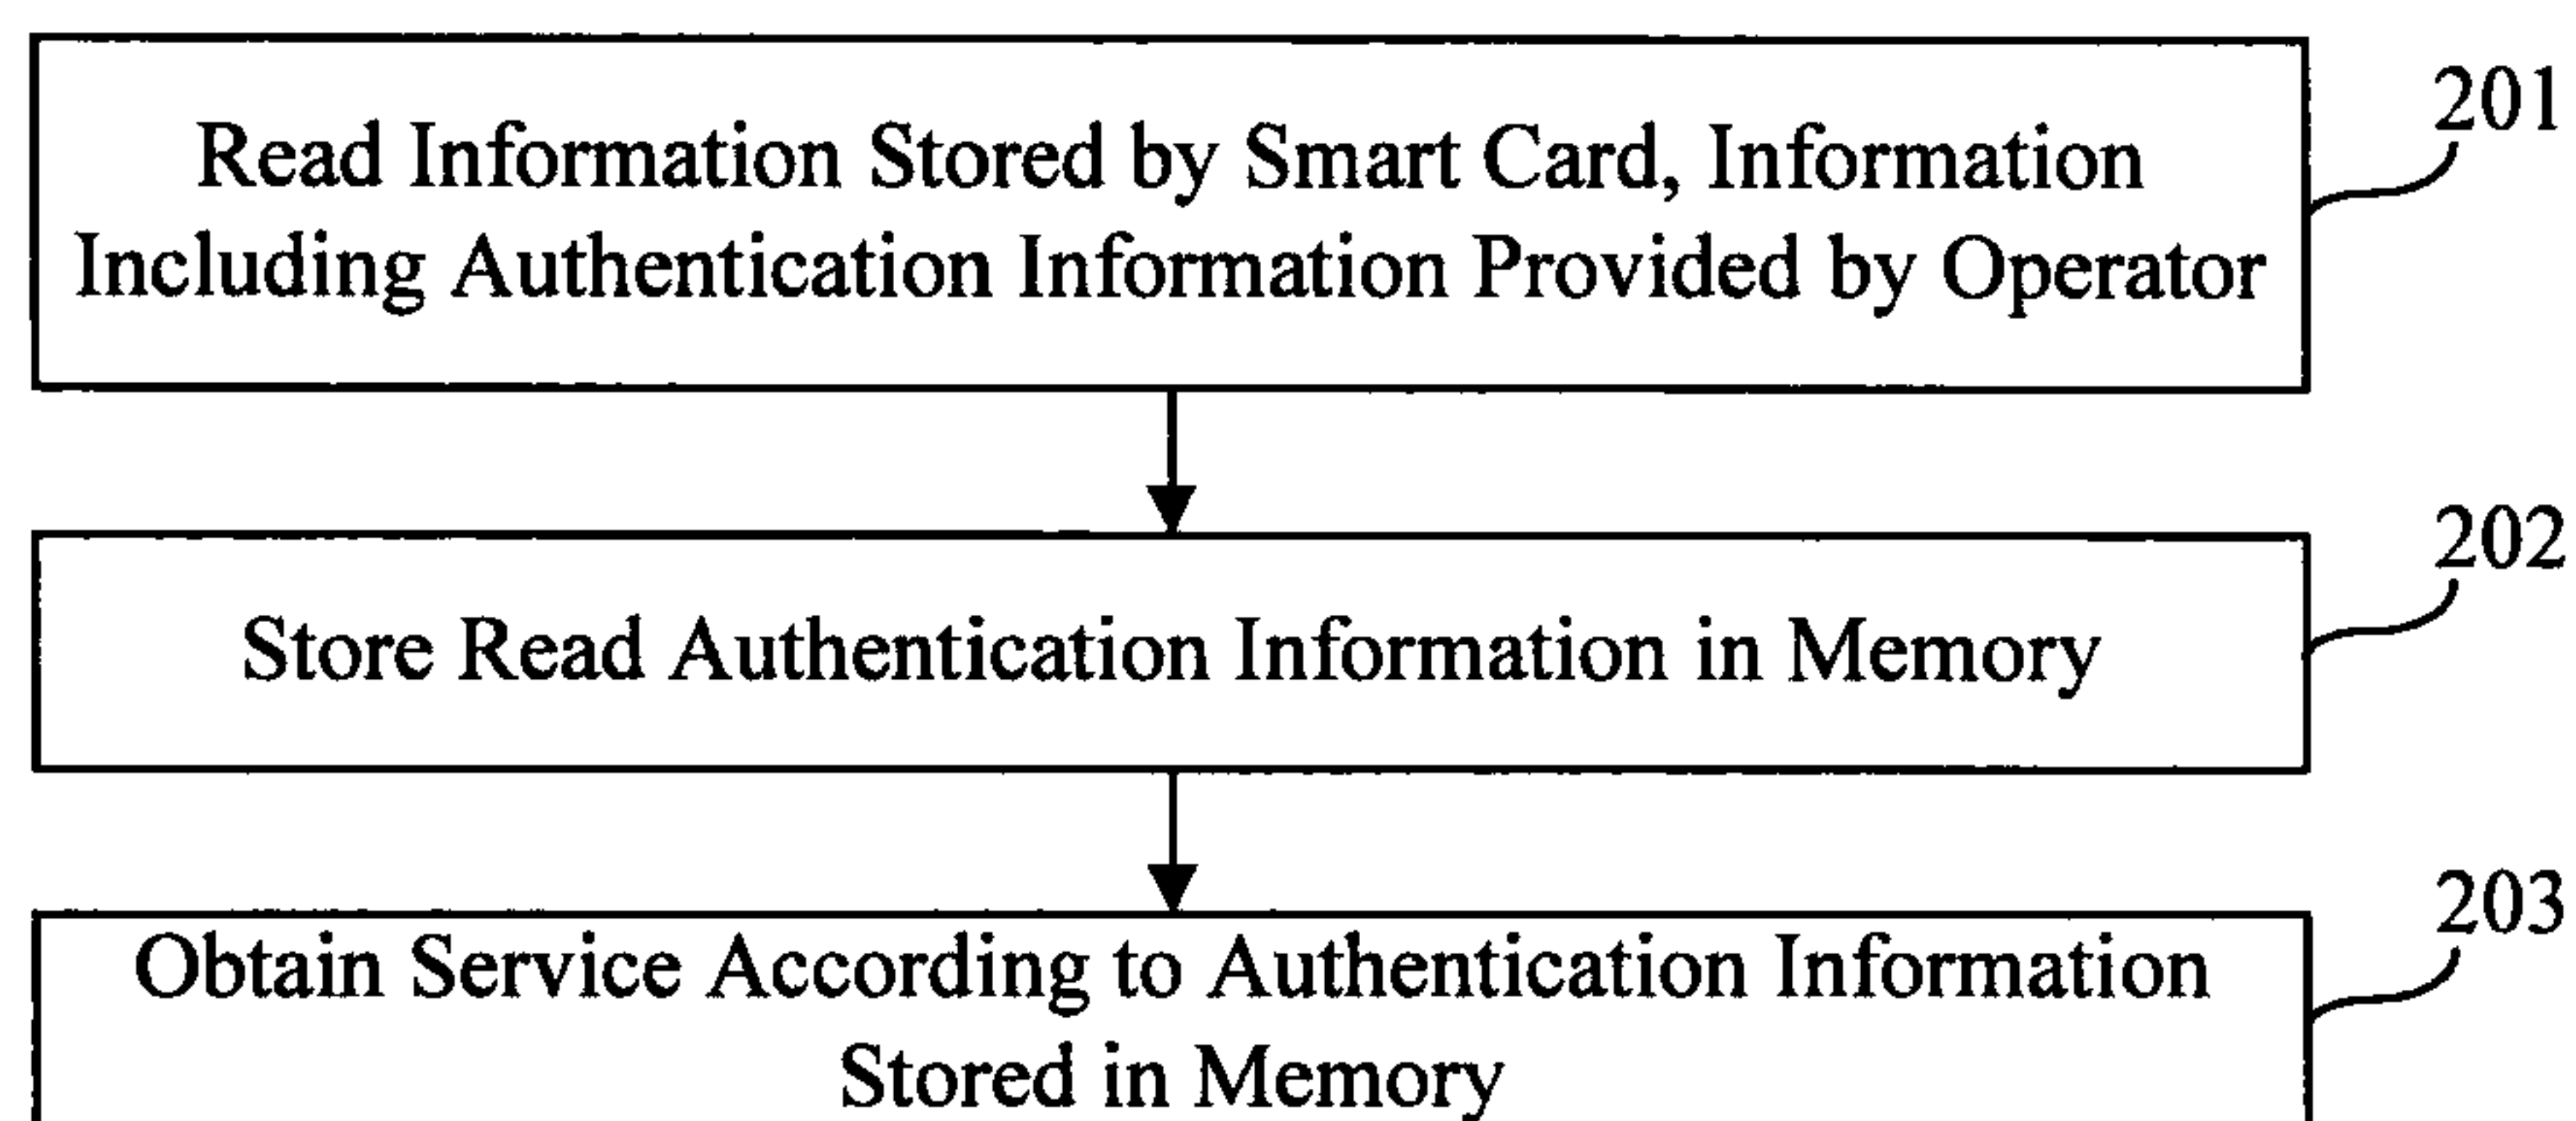 201
Read Information Stored by Smart Card, Information
Including Authentication Information Provided by Operator
202
Store Read Authentication Information in Memory
203
Obtain Service According to Authentication Information
Stored in Memory